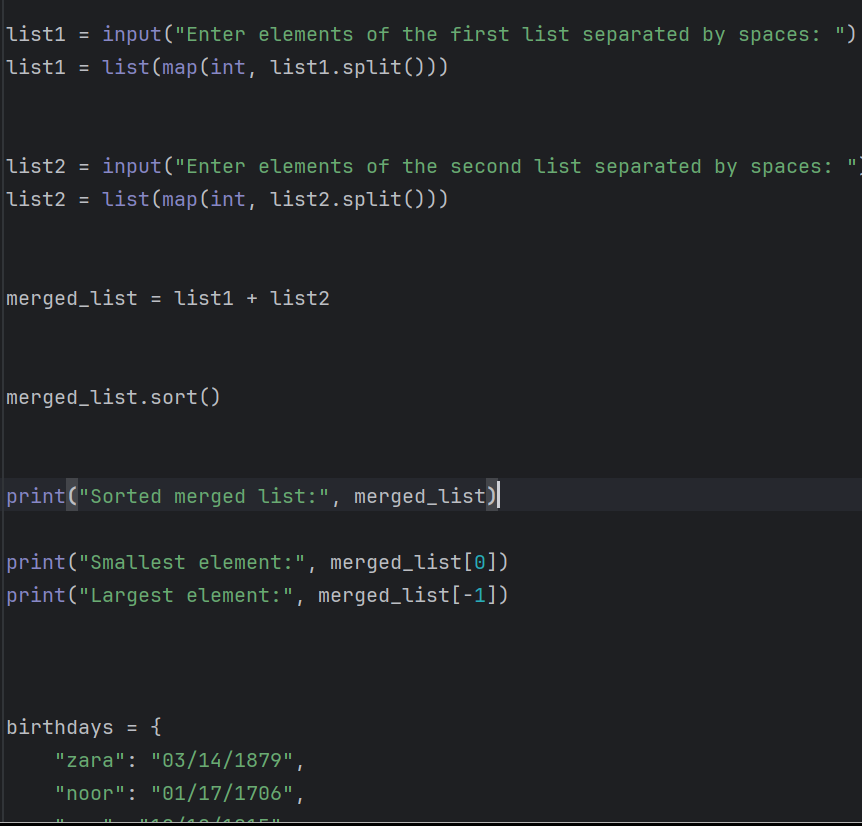 list1 = input("Enter elements of the first list separated by spaces: ")
list1 = list(map(int, list1.split()))
list2 = input("Enter elements of the second list separated by spaces: ")
list2 = list(map(int, list2.split()))
merged_list = list1 + list2
merged_list.sort()
print("Sorted merged list:", merged_list)
print("Smallest element:", merged_list[0])
print("Largest element:", merged_list[-1])
birthdays = {
    "zara": "03/14/1879",
    "noor": "01/17/1706",